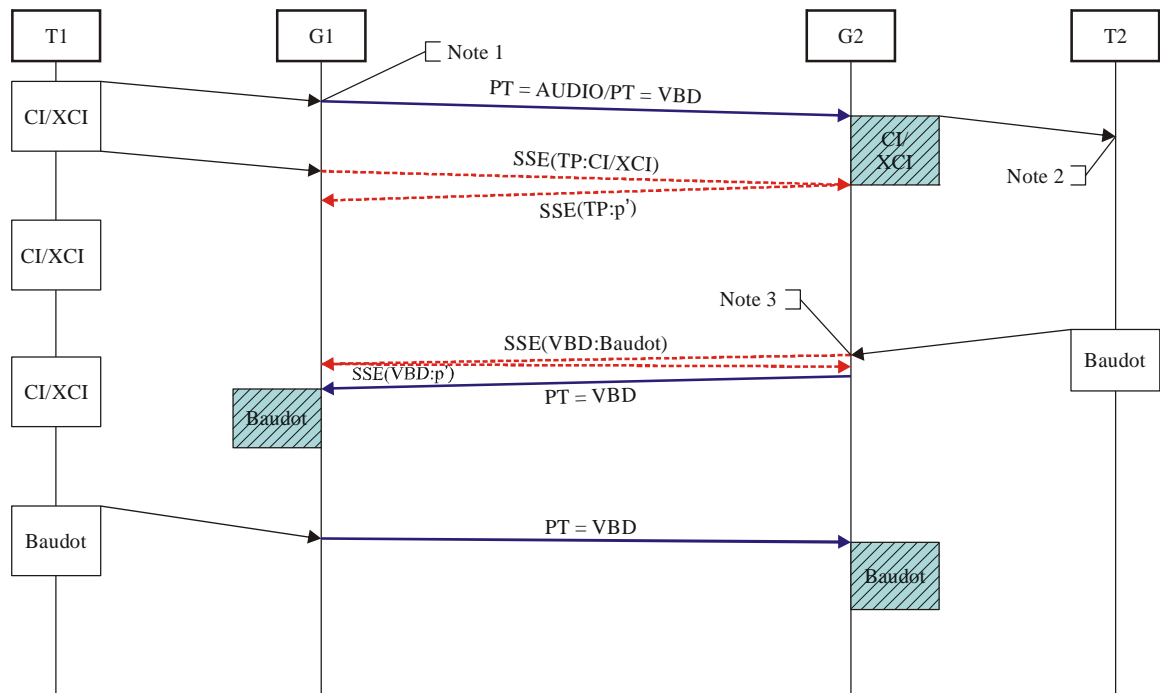 T1
G1
G2
T2
Note 1
CI/XCI
PT = AUDIO/PT = VBD
CI/
XCI
SSE(TP:CI/XCI)
Note 2
SSE(TP:p')
CI/XCI
Note 3
SSE(VBD:Baudot)
Baudot
SSE(VBD:p')
CI/XCI
PT = VBD
Baudot
PT = VBD
Baudot
Baudot